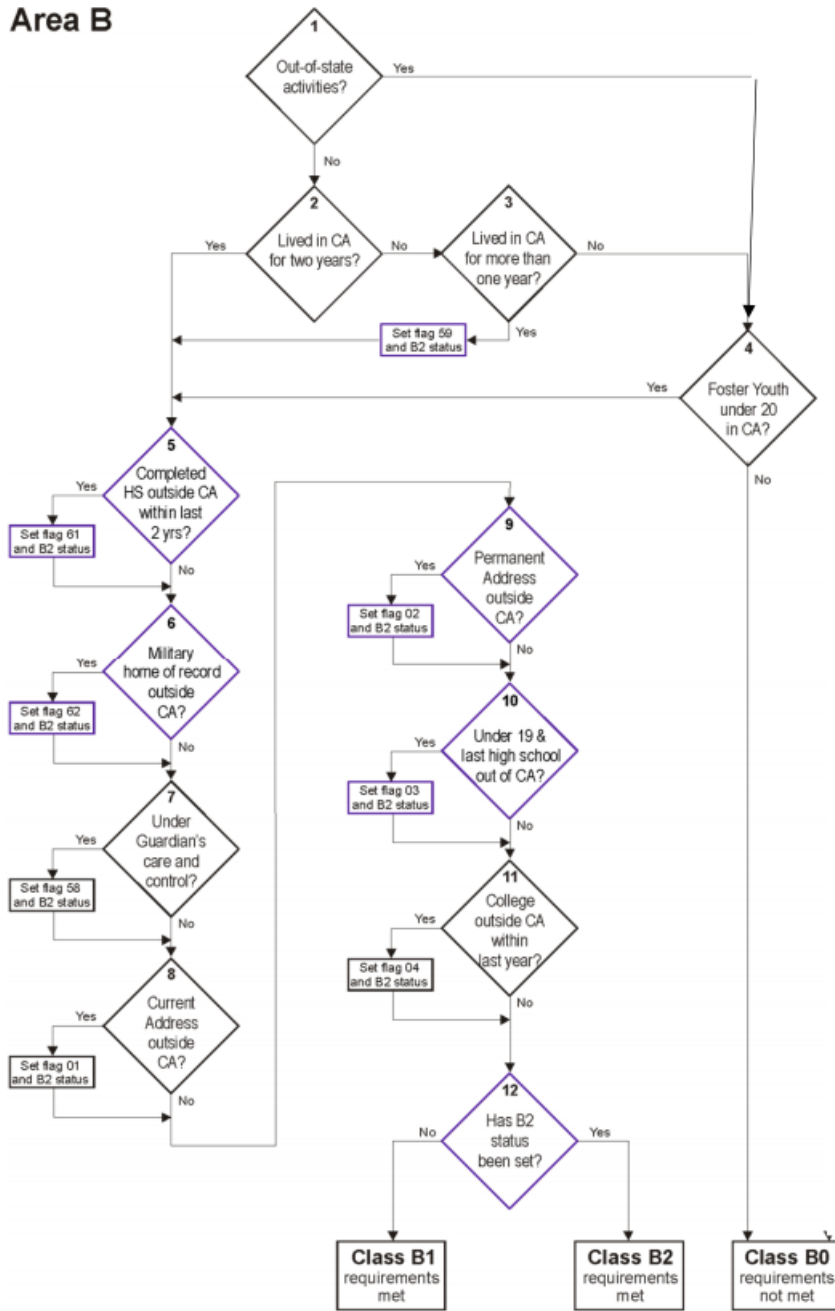 Area B
1
Out-of-state
activities?
Yes
No
2
Lived in CA
for two years?
Yes
No
3
Lived in CA
for more than
one year?
No
Yes
Set flag 59
and B2 status
4
Foster Youth
under 20
in CA?
Yes
No
5
Completed
HS outside CA
within last
2 yrs?
Yes
Set flag 61
and B2 status
No
6
Military
home of record
outside
CA?
Yes
Set flag 62
and B2 status
No
7
Under
Guardian's
care and
control?
Yes
Set flag 58
and B2 status
No
8
Current
Address
outside
CA?
Yes
Set flag 01
and B2 status
No
9
Permanent
Address
outside
CA?
Yes
Set flag 02
and B2 status
No
10
Under 19 &
last high school
out of CA?
Yes
Set flag 03
and B2 status
No
11
College
outside CA
within
last year?
Yes
Set flag 04
and B2 status
No
12
Has B2
status
been set?
No
Yes
Class B1
requirements
met
Class B2
requirements
met
Class B0
requirements
not met